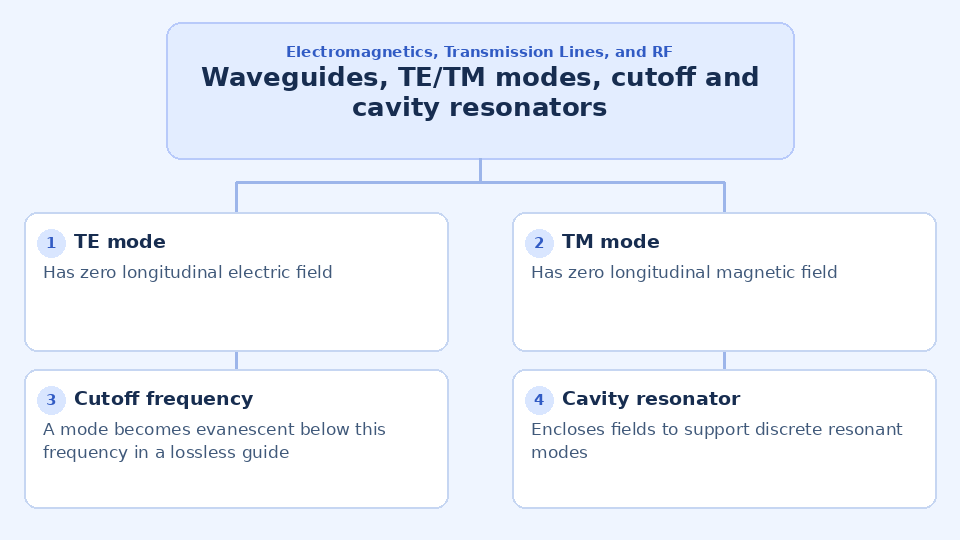 Electromagnetics, Transmission Lines, and RF
Waveguides, TE/TM modes, cutoff and
cavity resonators
1 TE mode
Has zero longitudinal electric field
2 TM mode
Has zero longitudinal magnetic field
3 Cutoff frequency
A mode becomes evanescent below this
frequency in a lossless guide
4 Cavity resonator
Encloses fields to support discrete resonant
modes